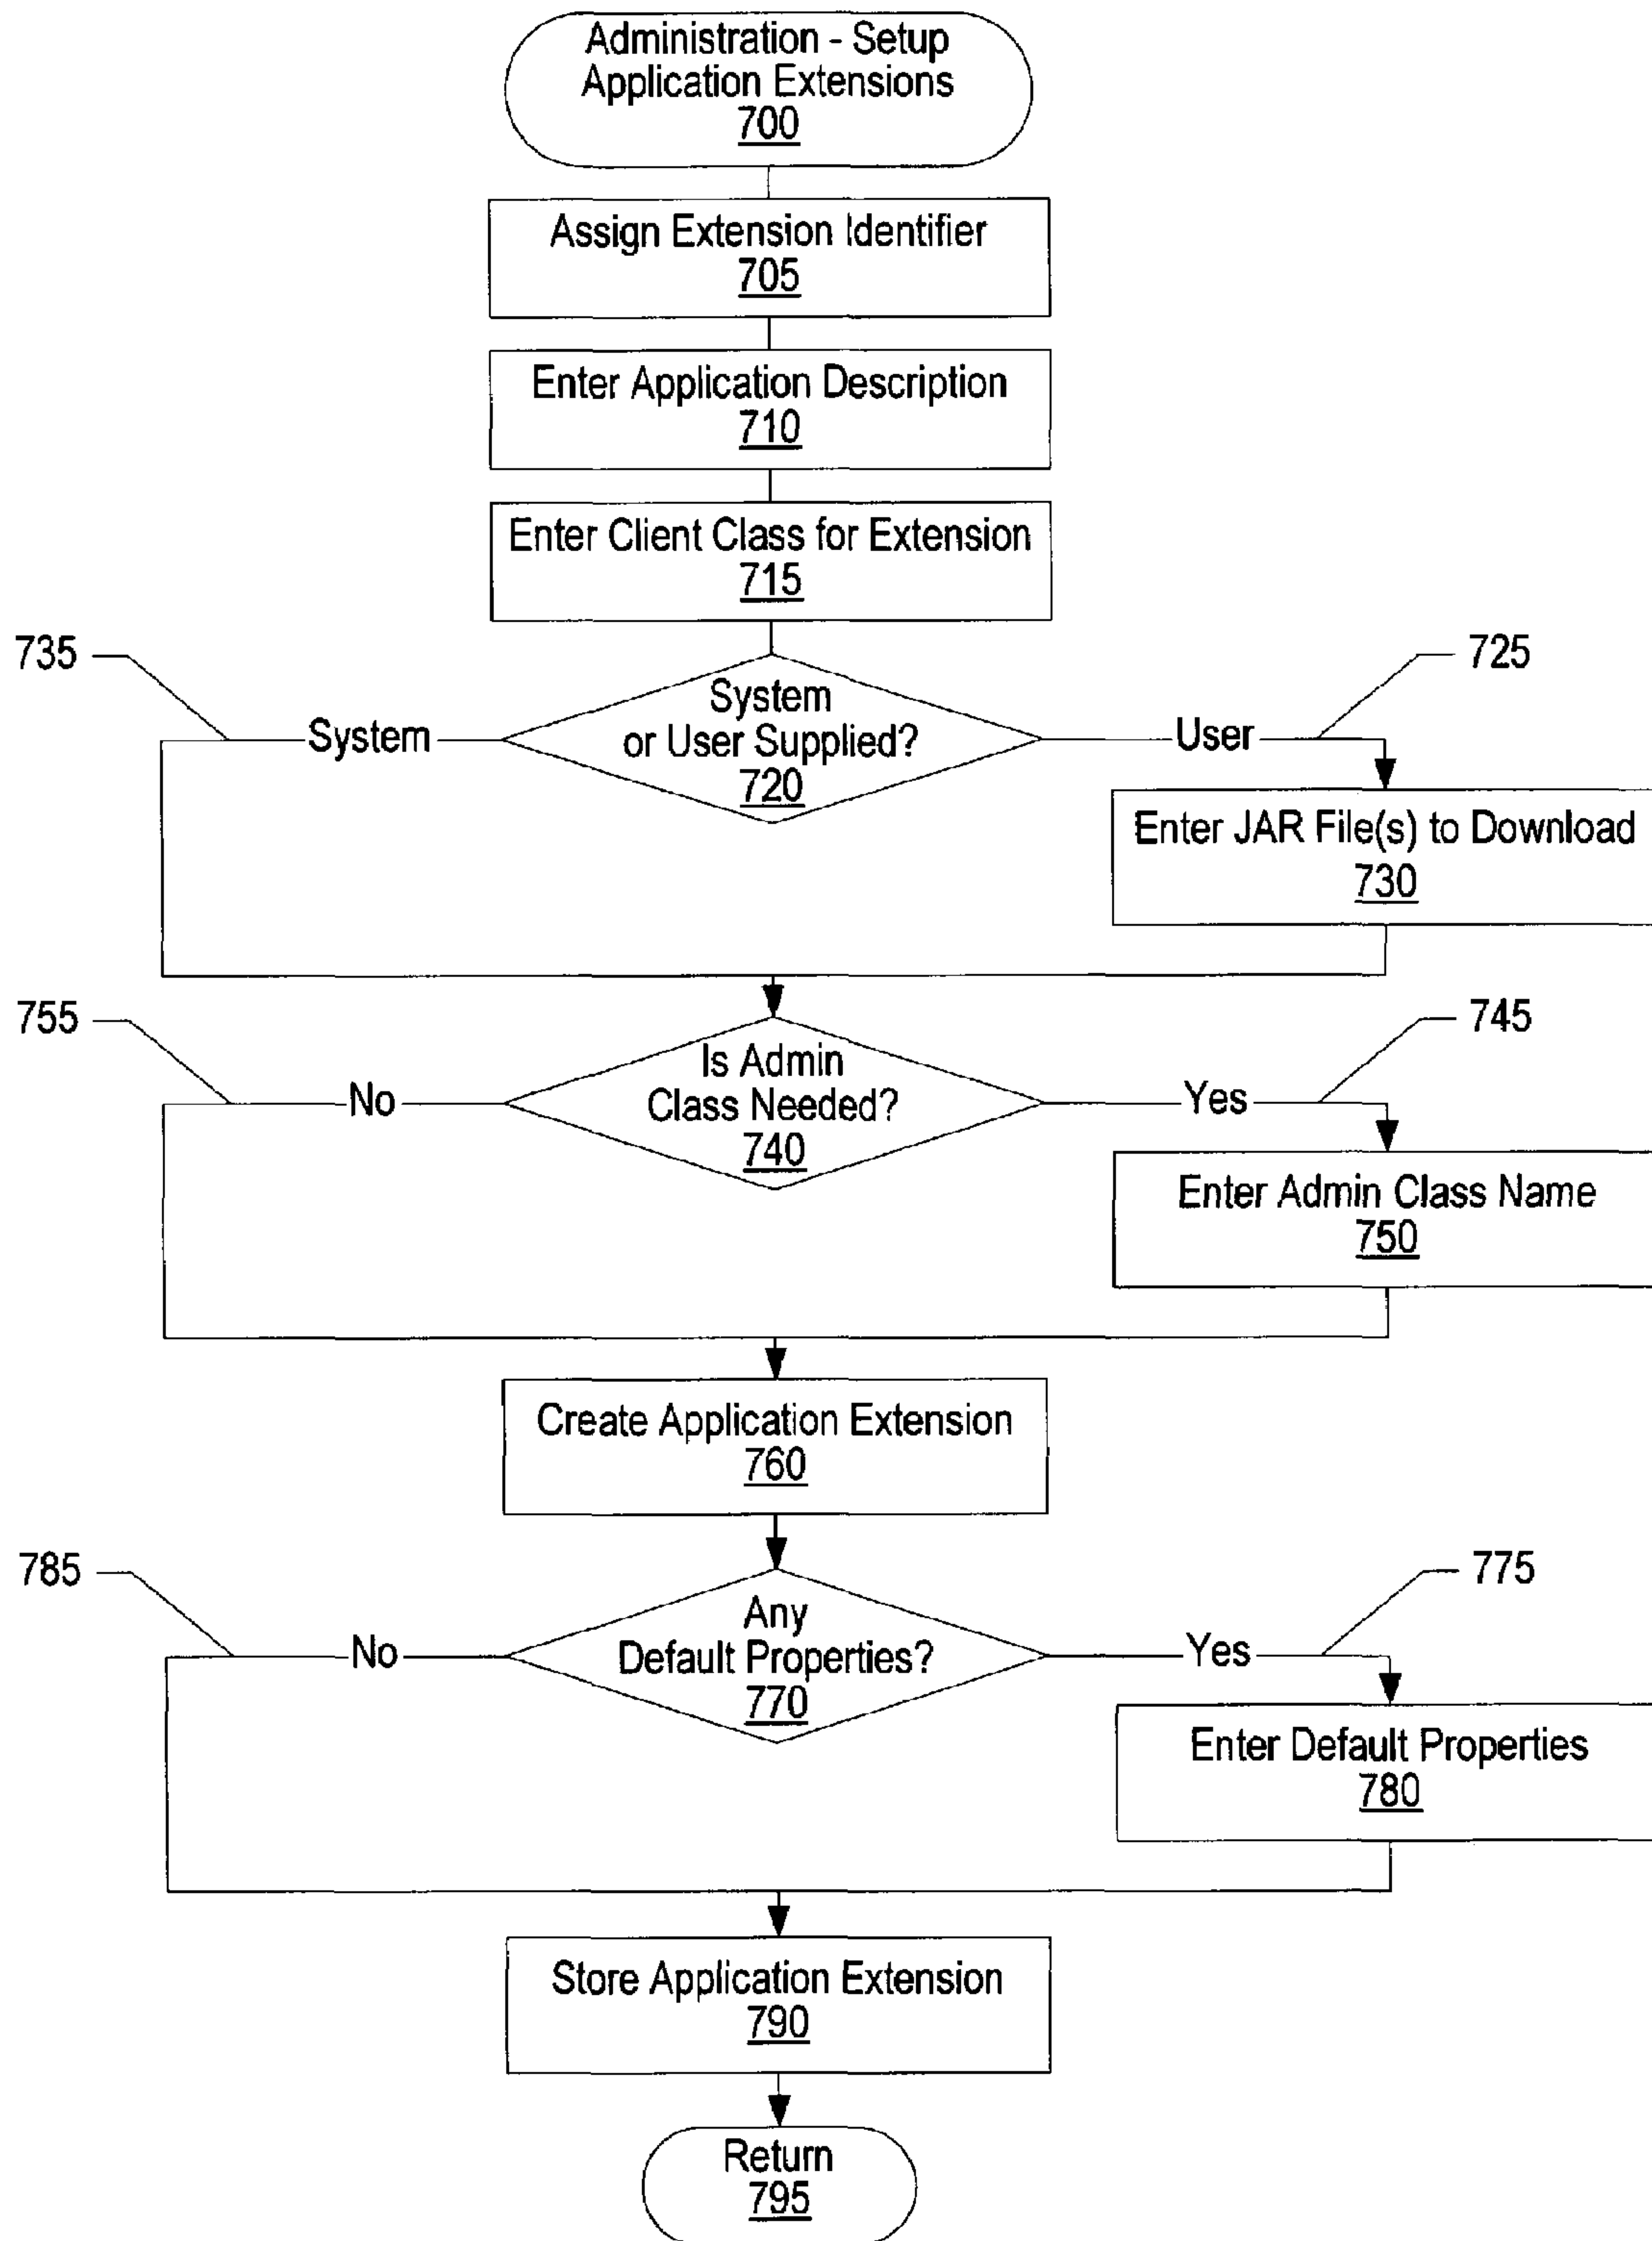 Administration - Setup
Application Extensions
700
Assign Extension Identifier
705
Enter Application Description
710
Enter Client Class for Extension
715
735
725
System
System
or User Supplied?
720
User
Enter JAR File(s) to Download
730
755
745
No
Is Admin
Class Needed?
740
Yes
Enter Admin Class Name
750
Create Application Extension
760
785
775
No
Any
Default Properties?
770
Yes
Enter Default Properties
780
Store Application Extension
790
Return
795